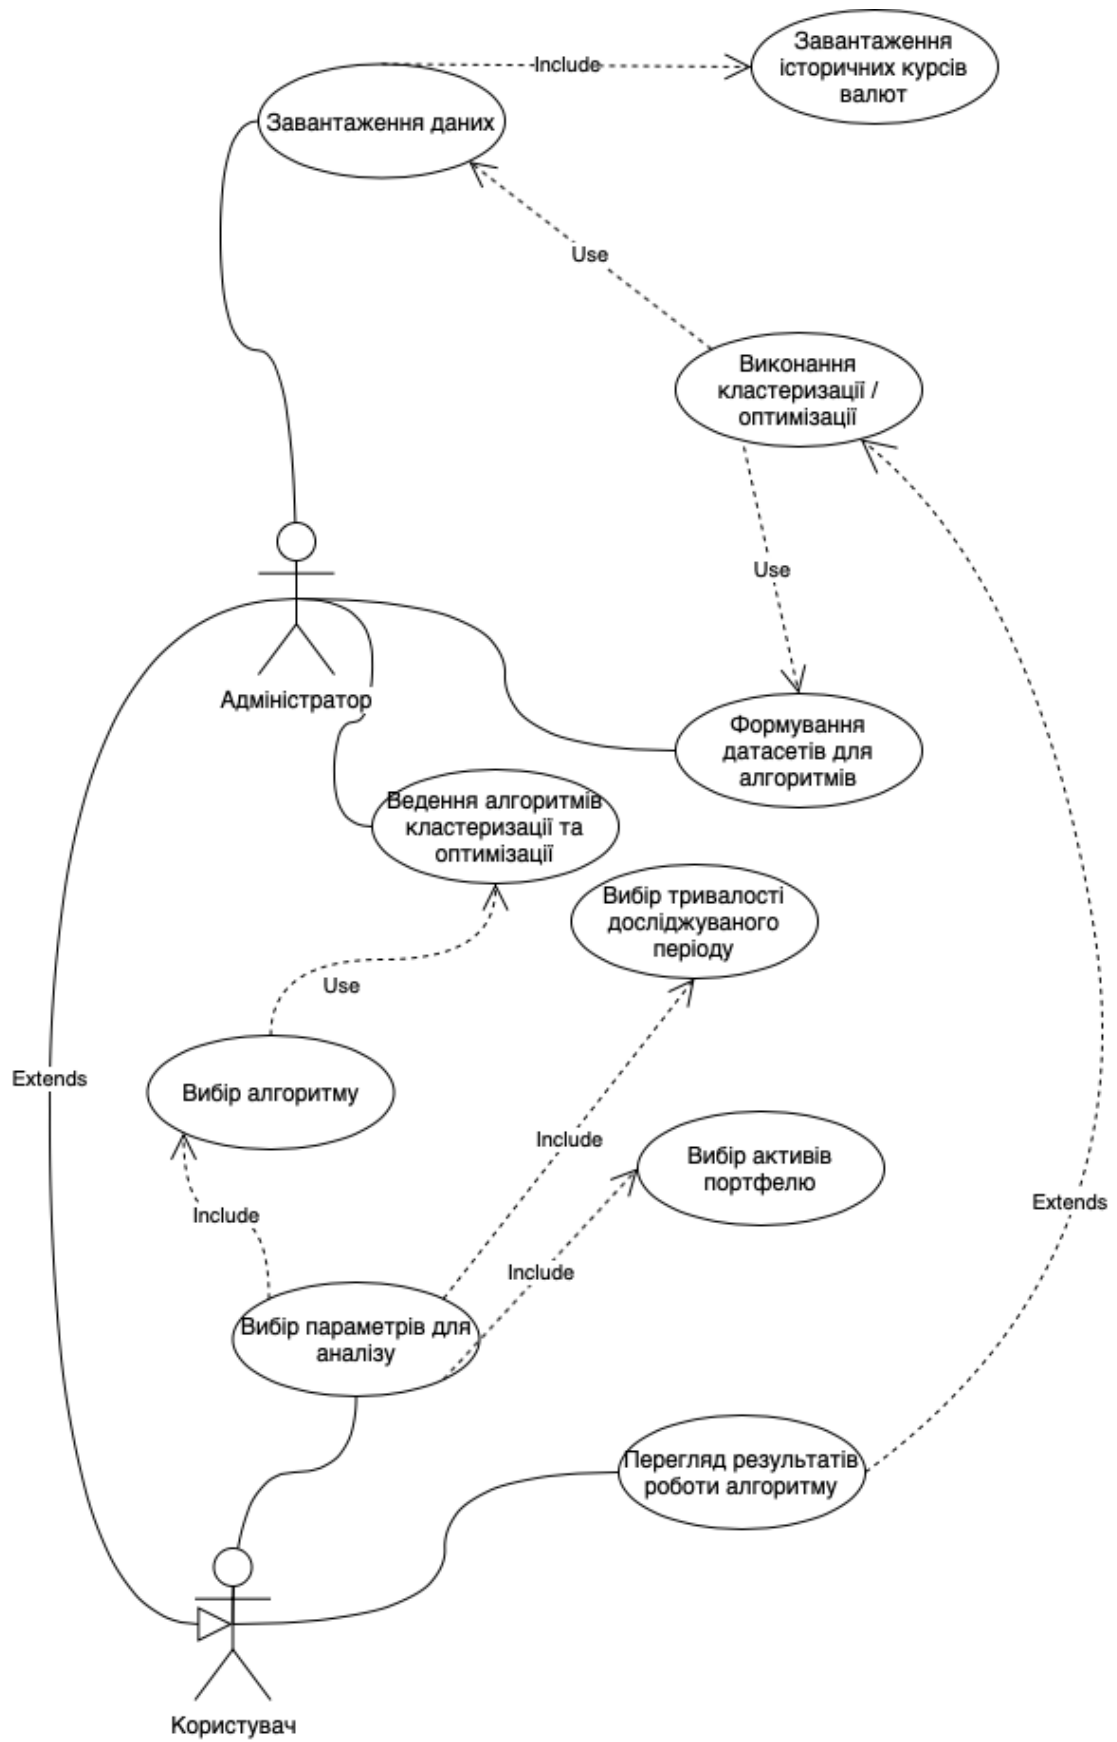 Include
Завантаження
історичних курсів
валют
Завантаження даних
Use
Виконання
кластеризації /
оптимізації
Use
Адміністратор
Формування
датасетів для
алгоритмів
Ведення алгоритмів
кластеризації та
оптимізації
Вибір тривалості
досліджуваного
періоду
Use
Extends
Вибір алгоритму
Include
Вибір активів
портфелю
Include
Extends
Include
Вибір параметрів для
аналізу
Перегляд результатів
роботи алгоритму
Користувач